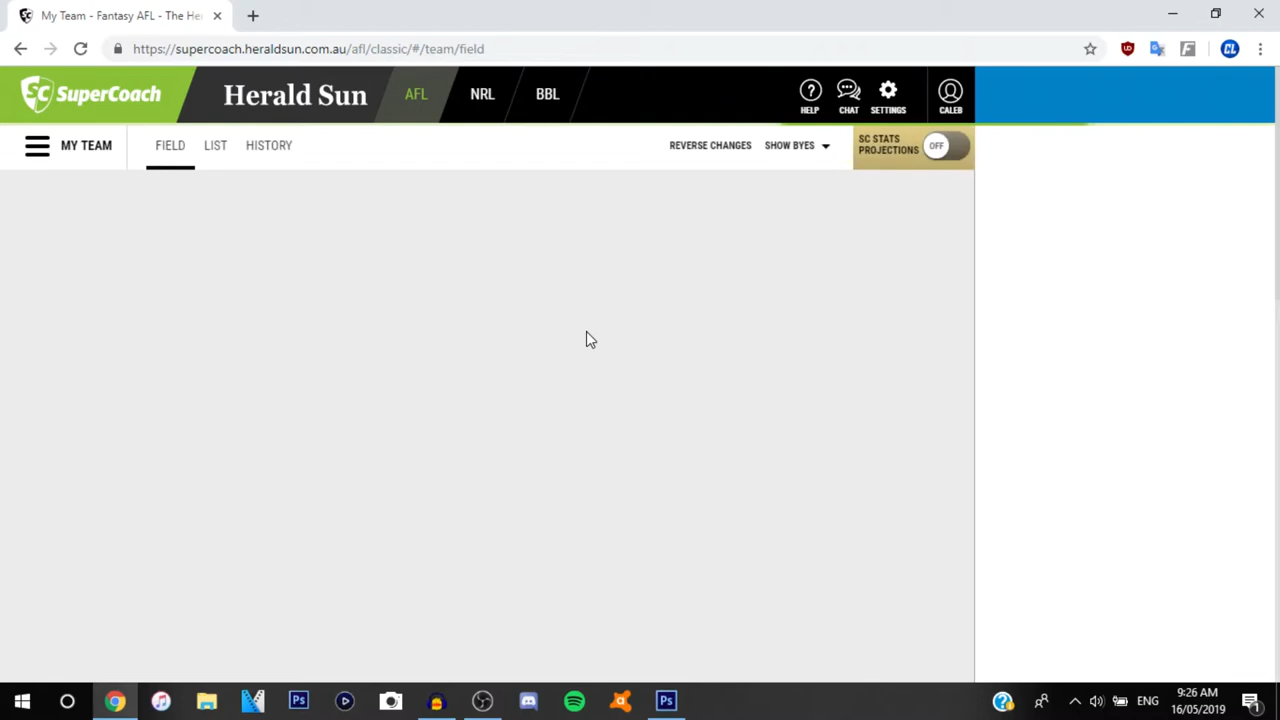 My Team - Fantasy AFL - The He
https://supercoach.heraldsun.com.au/afl/classic/#/team/field
SC SuperCoach
Herald Sun
AFL
NRL
BBL
HELP
CHAT
SETTINGS
CALEB
MY TEAM
FIELD
LIST
HISTORY
REVERSE CHANGES
SHOW BYES
SC STATS
PROJECTIONS
OFF
ENG
9:26 AM
16/05/2019